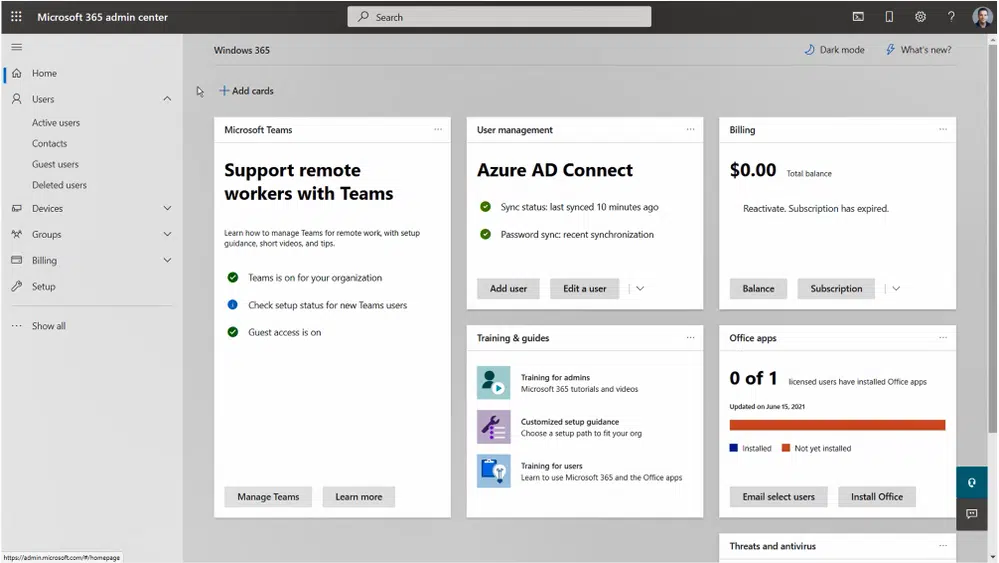 Microsoft 365 admin center
Search
?
Windows 365
Dark mode
What's new?
Home
Users
Active users
Contacts
Guest users
Deleted users
Devices
Groups
Billing
Setup
Show all
Add cards
Microsoft Teams
Support remote
workers with Teams
Learn how to manage Teams for remote work, with setup
guidance, short videos, and tips.
Teams is on for your organization
Check setup status for new Teams users
Guest access is on
Manage Teams
Learn more
User management
Azure AD Connect
Sync status: last synced 10 minutes ago
Password sync: recent synchronization
Add user
Edit a user
Billing
$0.00 Total balance
Reactivate. Subscription has expired.
Balance
Subscription
Training & guides
Training for admins
Microsoft 365 tutorials and videos
Customized setup guidance
Choose a setup path to fit your org
Training for users
Learn to use Microsoft 365 and the Office apps
Office apps
0 of 1 licensed users have installed Office apps
Updated on June 15, 2021
Installed
Not yet installed
Email select users
Install Office
Threats and antivirus
https://admin.microsoft.com/#/homepage